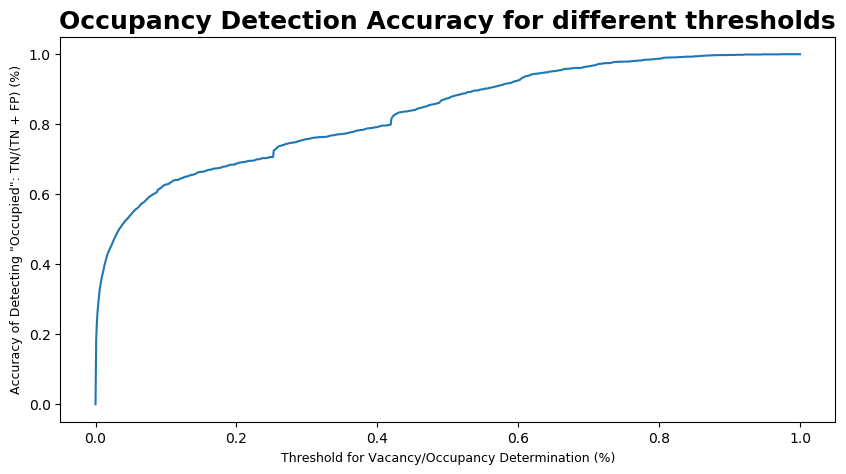 Occupancy Detection Accuracy for different thresholds
Accuracy of Detecting "Occupied": TN/(TN + FP) (%)
1.0
0.8
0.6
0.4
0.2
0.0
0.0 0.2 0.4 0.6 0.8 1.0
Threshold for Vacancy/Occupancy Determination (%)